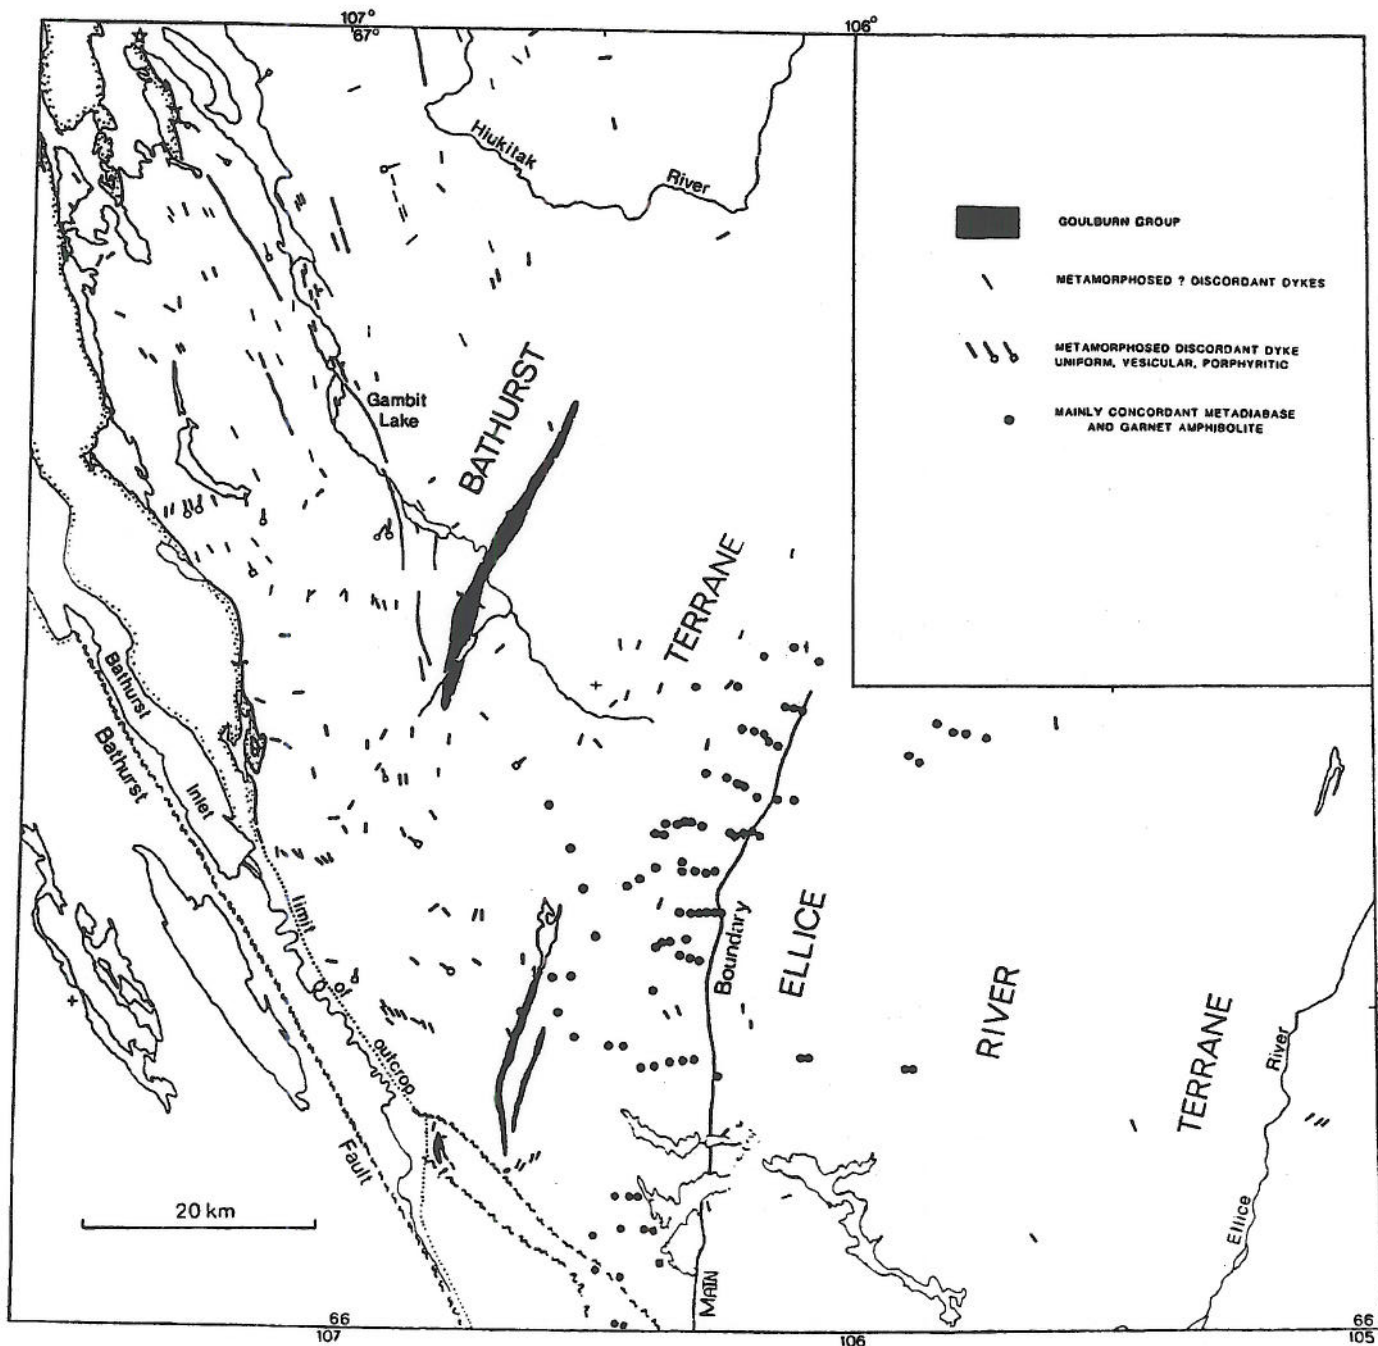 107°
67°
106°
Hiukitak
River
GOULBURN GROUP
METAMORPHOSED ? DISCORDANT DYKES
METAMORPHOSED DISCORDANT DYKE
UNIFORM, VESICULAR, PORPHYRITIC
MAINLY CONCORDANT METADIABASE
AND GARNET AMPHIBOLITE
Gambit
Lake
BATHURST
TERRANE
Bathurst
Inlet
Bathurst
Fault
limit
of
outcrop
Boundary
MAIN
ELLICE
RIVER
TERRANE
River
Ellice
20 km
66
107
106
66
105